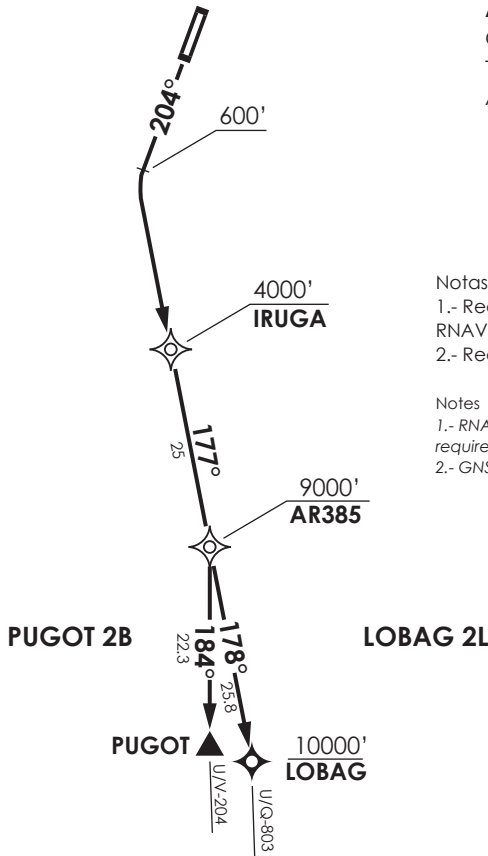 204°
600'
4000'
IRUGA
Notas
1.- Re
RNAV
2.- Re
Notes
1.- RNA
require
2.- GNS
177°
25
9000'
AR385
PUGOT 2B
LOBAG 2L
184°
22.3
178°
25.8
PUGOT
10000'
LOBAG
U/V-204
U/Q-803